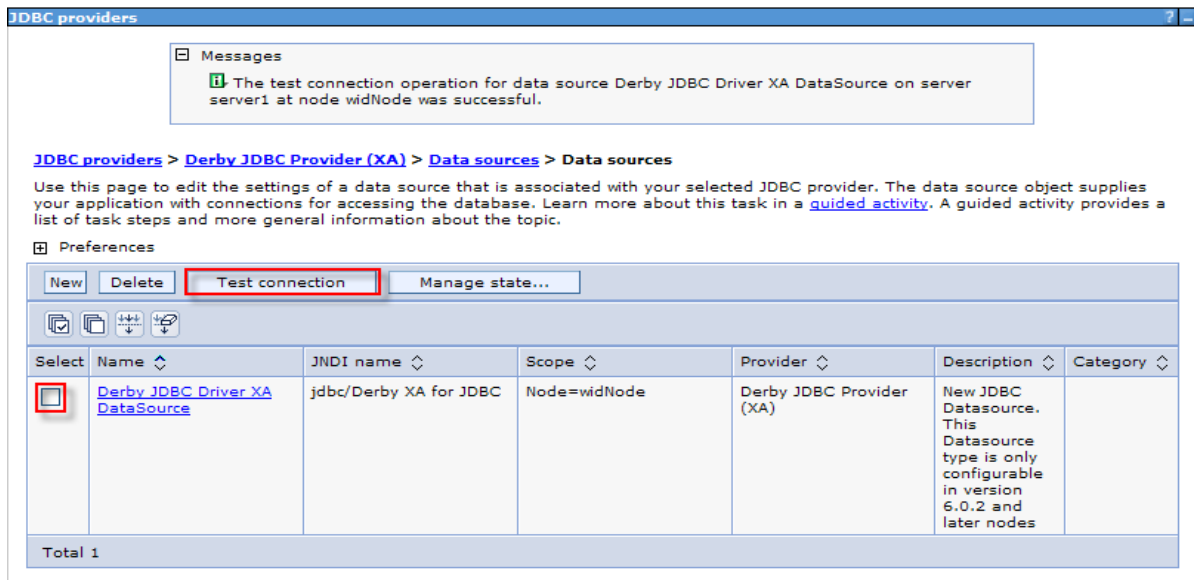 JDBC providers ? –
Messages
The test connection operation for data source Derby JDBC Driver XA DataSource on server
server1 at node widNode was successful.
JDBC providers > Derby JDBC Provider (XA) > Data sources > Data sources
Use this page to edit the settings of a data source that is associated with your selected JDBC provider. The data source object supplies
your application with connections for accessing the database. Learn more about this task in a guided activity. A guided activity provides a
list of task steps and more general information about the topic.
Preferences
New Delete Test connection Manage state...
Select Name JNDI name Scope Provider Description Category
Derby JDBC Driver XA jdbc/Derby XA for JDBC Node=widNode Derby JDBC Provider New JDBC
DataSource (XA) Datasource.
This
Datasource
type is only
configurable
in version
6.0.2 and
later nodes
Total 1